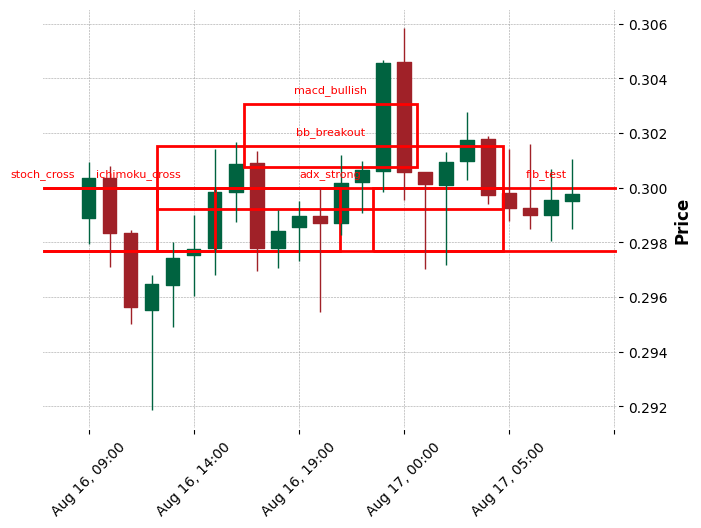 0.306
0.304
macd_bullish
0.302
bb_breakout
stoch_cross
ichimoku_cross
adx_strong
fib_test
0.300
0.298
0.296
0.294
0.292
Price
Aug 16, 09:00
Aug 16, 14:00
Aug 16, 19:00
Aug 17, 00:00
Aug 17, 05:00